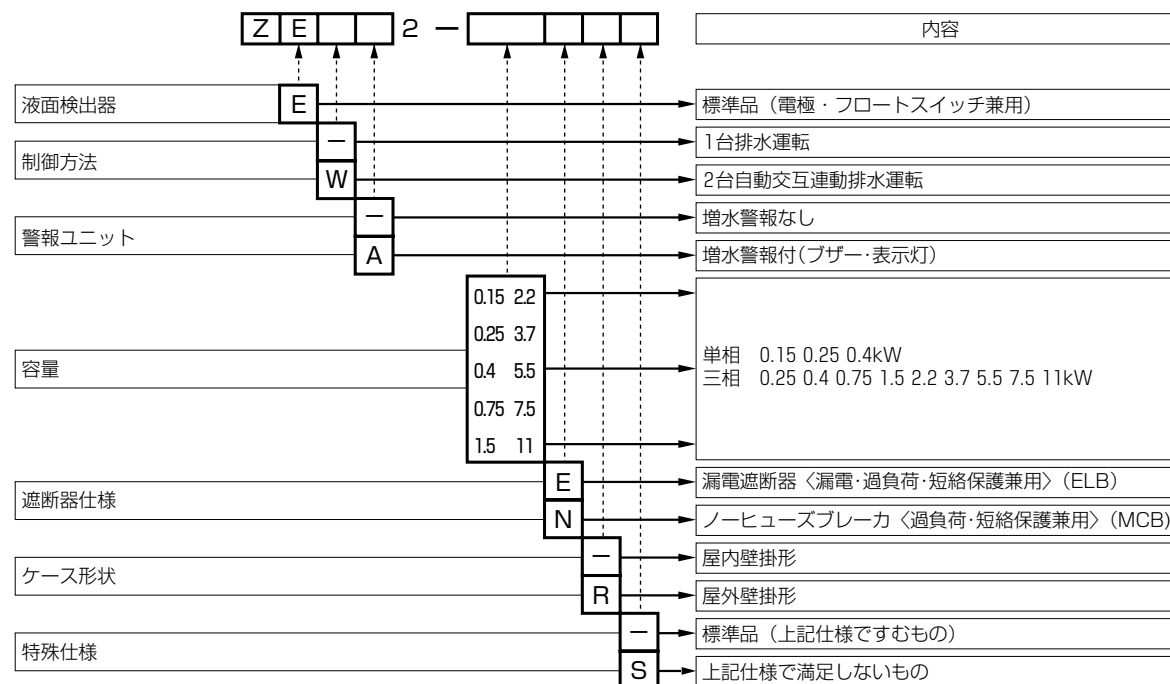 Z E 2 －
内容
液面検出器
E
標準品（電極・フロートスイッチ兼用）
制御方法
－
1台排水運転
W
2台自動交互連動排水運転
警報ユニット
－
増水警報なし
A
増水警報付（ブザー・表示灯）
容量
0.15 2.2
0.25 3.7
0.4 5.5
0.75 7.5
1.5 11
単相 0.15 0.25 0.4kW
三相 0.25 0.4 0.75 1.5 2.2 3.7 5.5 7.5 11kW
遮断器仕様
E
漏電遮断器〈漏電・過負荷・短絡保護兼用〉（ELB）
N
ノーヒューズブレーカ〈過負荷・短絡保護兼用〉（MCB）
ケース形状
－
屋内壁掛形
R
屋外壁掛形
特殊仕様
－
標準品（上記仕様ですむもの）
S
上記仕様で満足しないもの